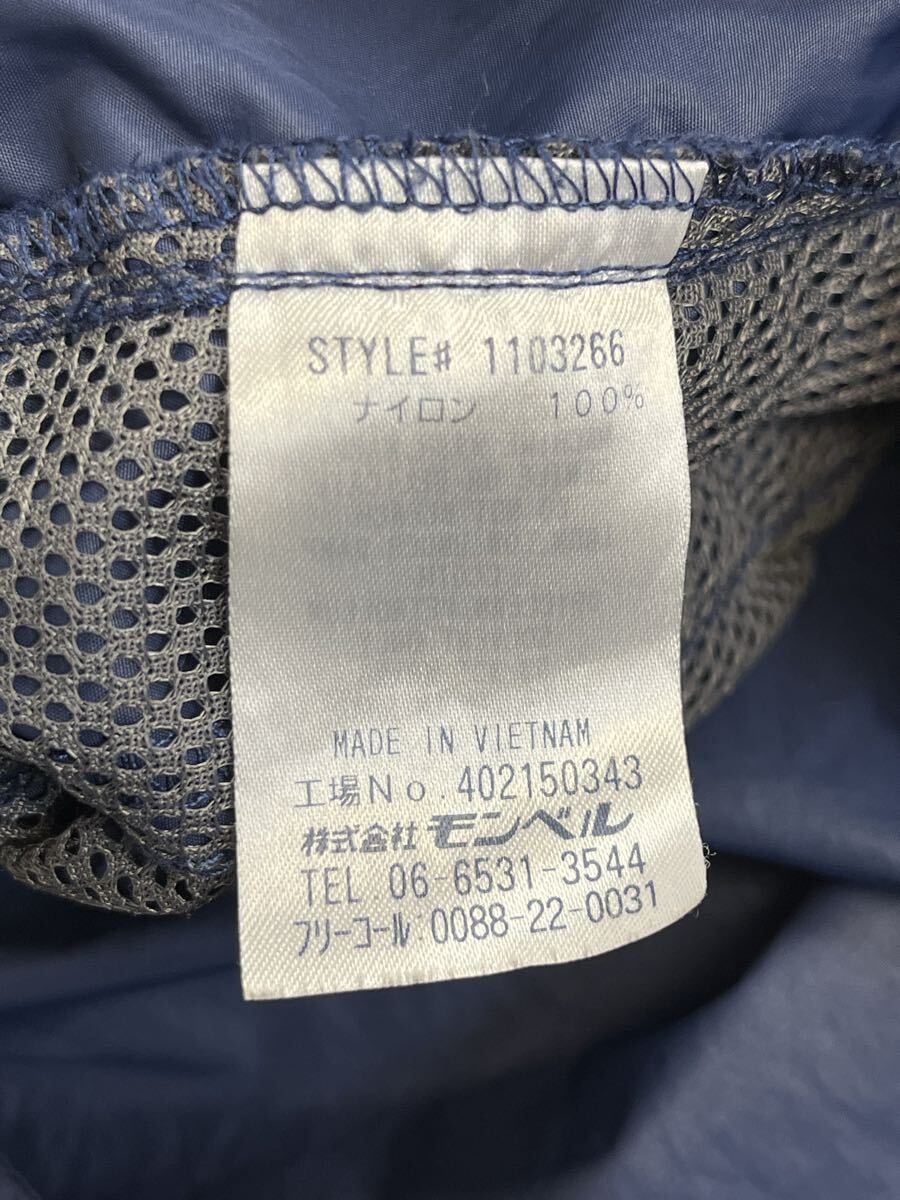 STYLE# 1103266
ナイロン 100%
MADE IN VIETNAM
工場No.402150343
株式会社 モンベル
TEL 06-6531-3544
フリーコール:0088-22-0031